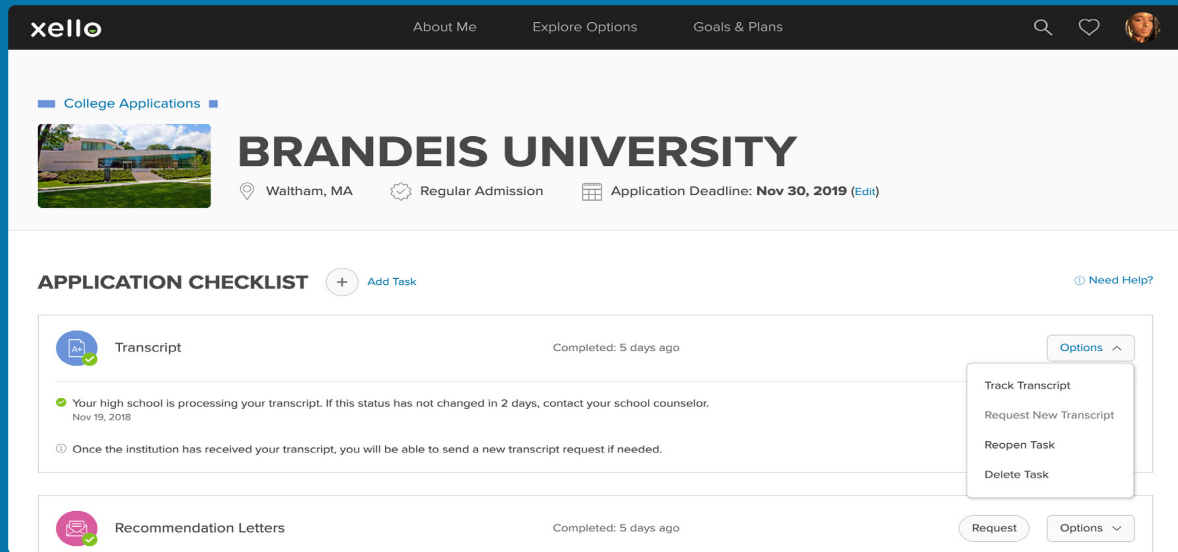 xello About Me Explore Options Goals & Plans
College Applications
BRANDEIS UNIVERSITY
Waltham, MA Regular Admission Application Deadline: Nov 30, 2019 (Edit)
APPLICATION CHECKLIST + Add Task Need Help?
A+ Transcript Completed: 5 days ago Options
Track Transcript
Your high school is processing your transcript. If this status has not changed in 2 days, contact your school counselor.
Nov 19, 2018
Request New Transcript
Reopen Task
Once the institution has received your transcript, you will be able to send a new transcript request if needed.
Delete Task
Recommendation Letters Completed: 5 days ago Request Options